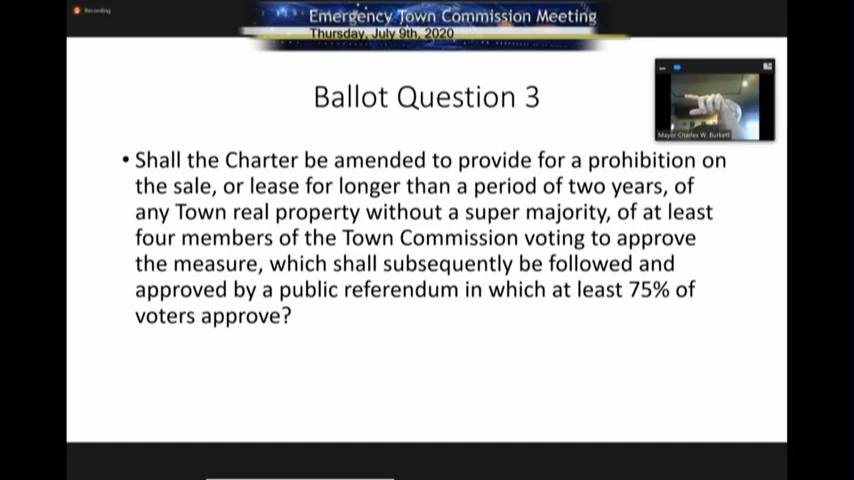 Recording
Emergency Town Commission Meeting
Thursday, July 9th, 2020
Ballot Question 3
Mayor Charles W. Burkett
• Shall the Charter be amended to provide for a prohibition on
the sale, or lease for longer than a period of two years, of
any Town real property without a super majority, of at least
four members of the Town Commission voting to approve
the measure, which shall subsequently be followed and
approved by a public referendum in which at least 75% of
voters approve?